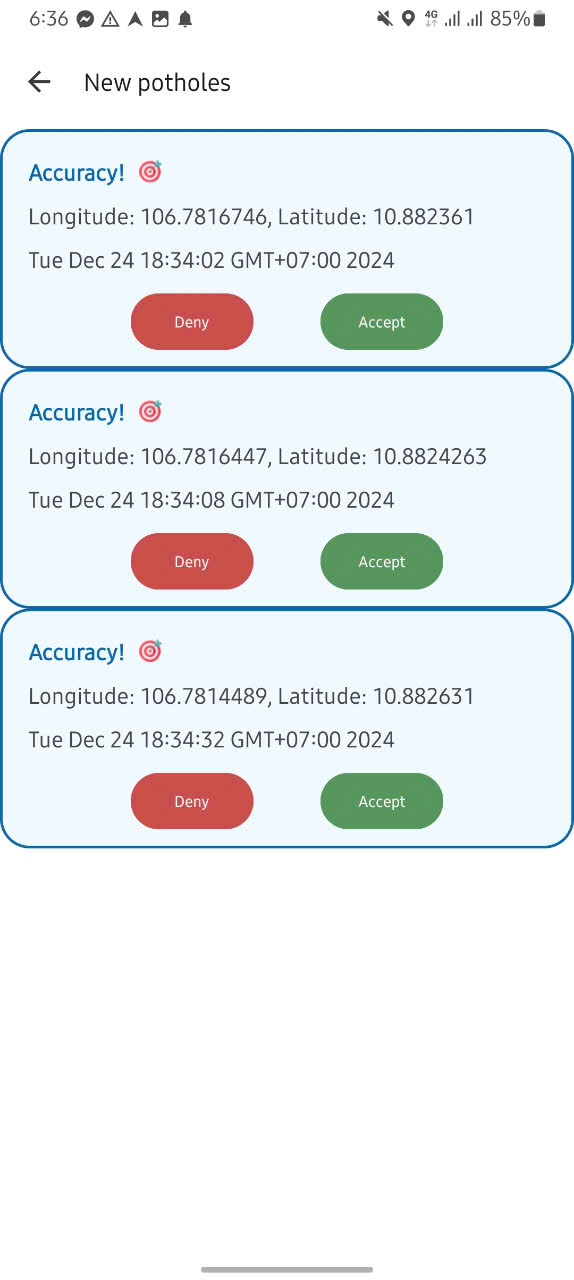 6:36 4G 85%
New potholes
Accuracy! 🎯
Longitude: 106.7816746, Latitude: 10.882361
Tue Dec 24 18:34:02 GMT+07:00 2024
Deny Accept
Accuracy! 🎯
Longitude: 106.7816447, Latitude: 10.8824263
Tue Dec 24 18:34:08 GMT+07:00 2024
Deny Accept
Accuracy! 🎯
Longitude: 106.7814489, Latitude: 10.882631
Tue Dec 24 18:34:32 GMT+07:00 2024
Deny Accept